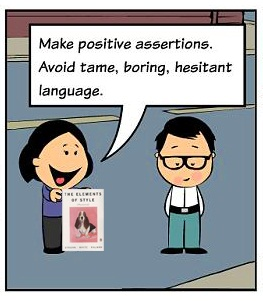 Make positive assertions.
Avoid tame, boring, hesitant
language.
THE ELEMENTS
OF STYLE